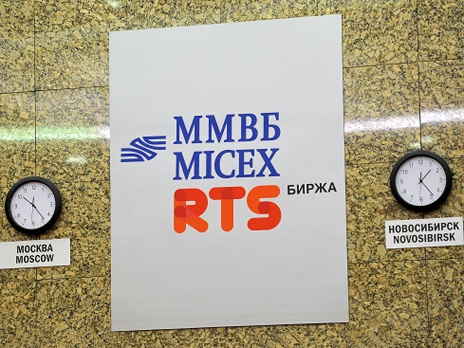 ММВБ
MICEX
RTS БИРЖА
МОСКВА
MOSCOW
НОВОСИБИРСК
NOVOSIBIRSK